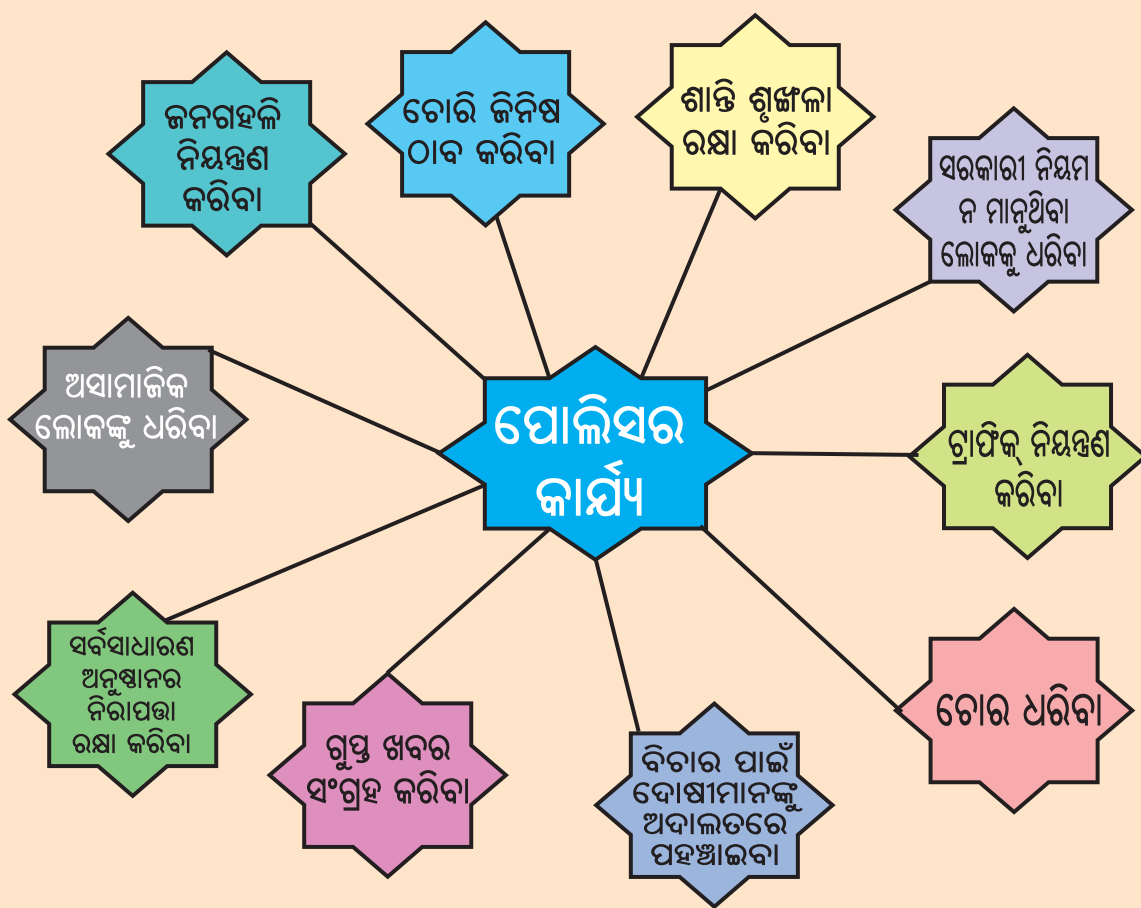 ଜନଗହଳି
ନିୟନ୍ତ୍ରଣ
କରିବା
ଚୋରି ଜିନିଷ
ଠାବ କରିବା
ଶାନ୍ତି ଶୃଙ୍ଖଳା
ରକ୍ଷା କରିବା
ସରକାରୀ ନିୟମ
ନ ମାନୁଥିବା
ଲୋକକୁ ଧରିବା
ଅସାମାଜିକ
ଲୋକଙ୍କୁ ଧରିବା
ପୋଲିସର
କାର୍ଯ୍ୟ
ଟ୍ରାଫିକ୍ ନିୟନ୍ତ୍ରଣ
କରିବା
ସର୍ବସାଧାରଣ
ଅନୁଷ୍ଠାନର
ନିରାପତ୍ତା
ରକ୍ଷା କରିବା
ଗୁପ୍ତ ଖବର
ସଂଗ୍ରହ କରିବା
ବିଚାର ପାଇଁ
ଦୋଷୀମାନଙ୍କୁ
ଅଦାଲତରେ
ପହଞ୍ଚାଇବା
ଚୋର ଧରିବା